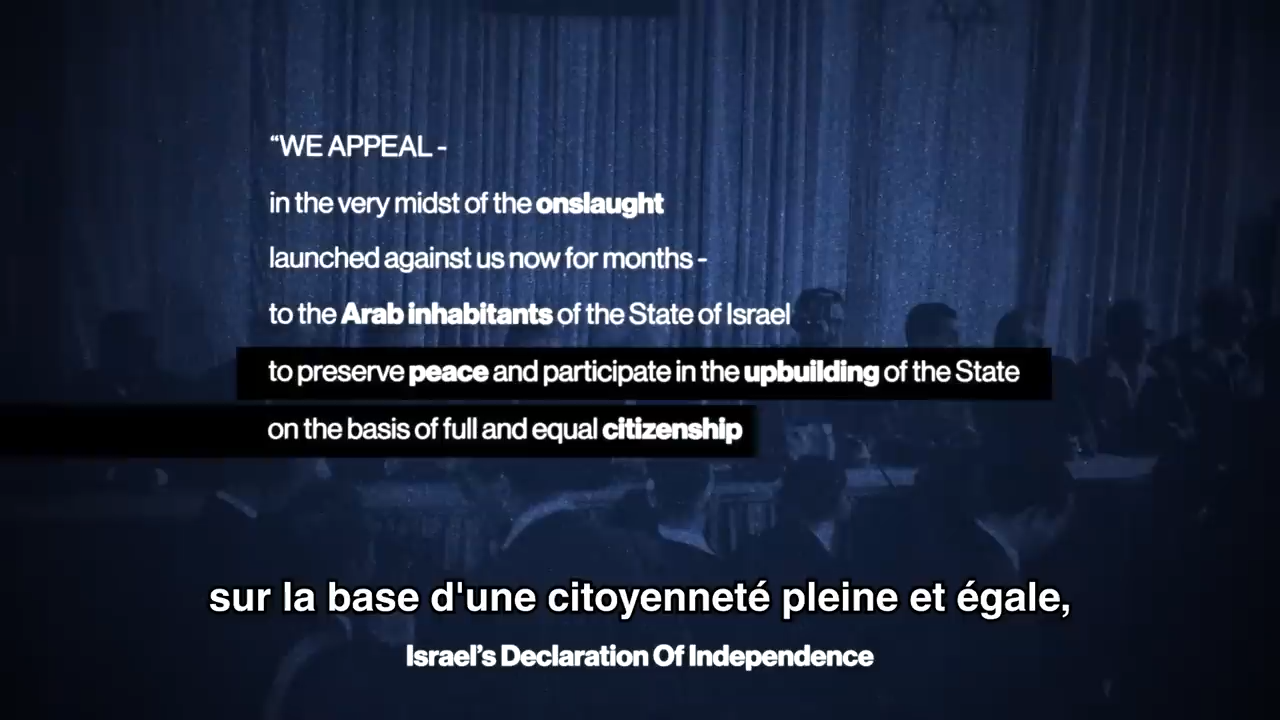 “WE APPEAL -
in the very midst of the onslaught
launched against us now for months -
to the Arab inhabitants of the State of Israel
to preserve peace and participate in the upbuilding of the State
on the basis of full and equal citizenship
sur la base d'une citoyenneté pleine et égale,
Israel’s Declaration Of Independence